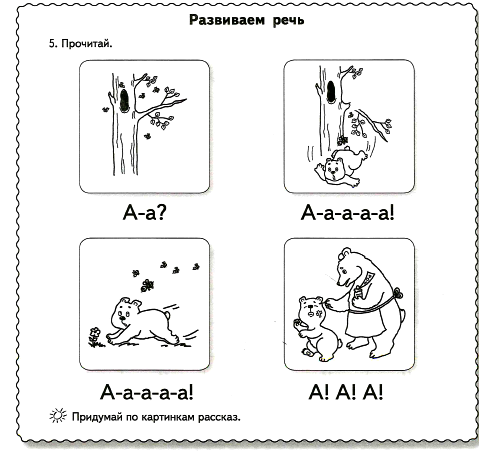 Развиваем речь
5. Прочитай.
А-а?
А-а-а-а-а!
А-а-а-а-а!
А! А! А!
Придумай по картинкам рассказ.